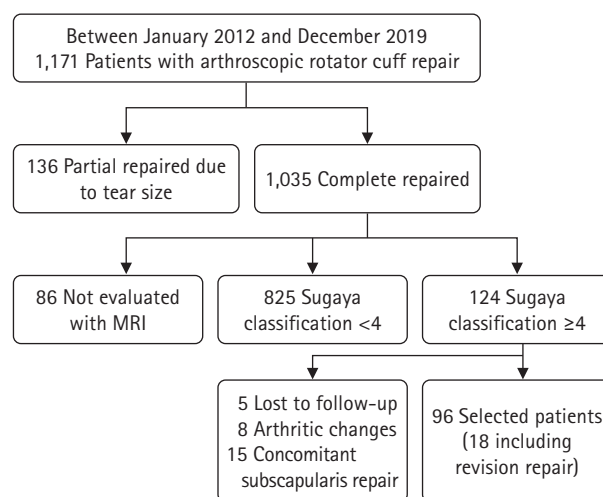 Between January 2012 and December 2019
1,171 Patients with arthroscopic rotator cuff repair
136 Partial repaired due
to tear size
1,035 Complete repaired
86 Not evaluated
with MRI
825 Sugaya
classification <4
124 Sugaya
classification ≥4
5 Lost to follow-up
8 Arthritic changes
15 Concomitant
subscapularis repair
96 Selected patients
(18 including
revision repair)